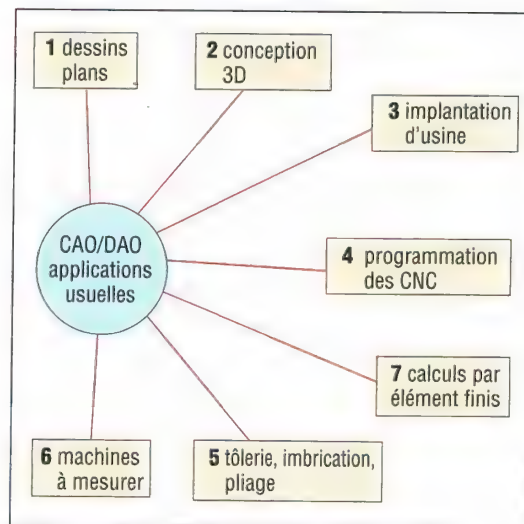 1 dessins
plans
2 conception
3D
3 implantation
d'usine
CAO/DAO
applications
usuelles
4 programmation
des CNC
7 calculs par
élément finis
6 machines
à mesurer
5 tôlerie, imbrication,
pliage